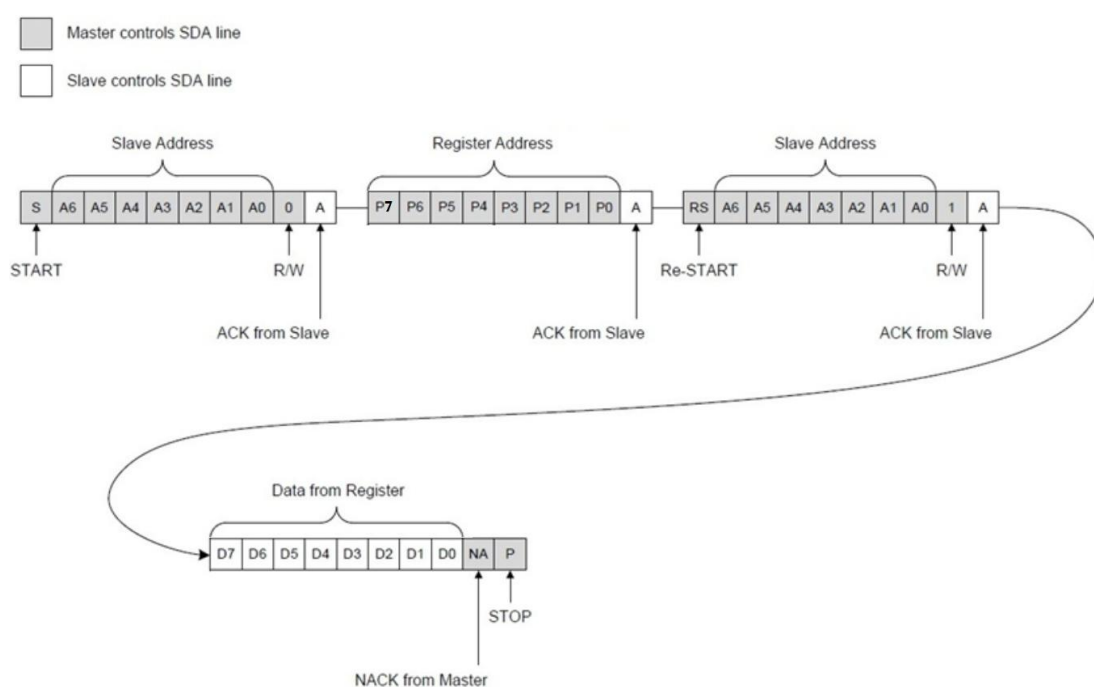 Master controls SDA line
Slave controls SDA line
Slave Address Register Address Slave Address
S A6 A5 A4 A3 A2 A1 A0 0 A P7 P6 P5 P4 P3 P2 P1 P0 A RS A6 A5 A4 A3 A2 A1 A0 1 A
START R/W Re-START R/W
ACK from Slave ACK from Slave ACK from Slave
Data from Register
D7 D6 D5 D4 D3 D2 D1 D0 NA P
STOP
NACK from Master